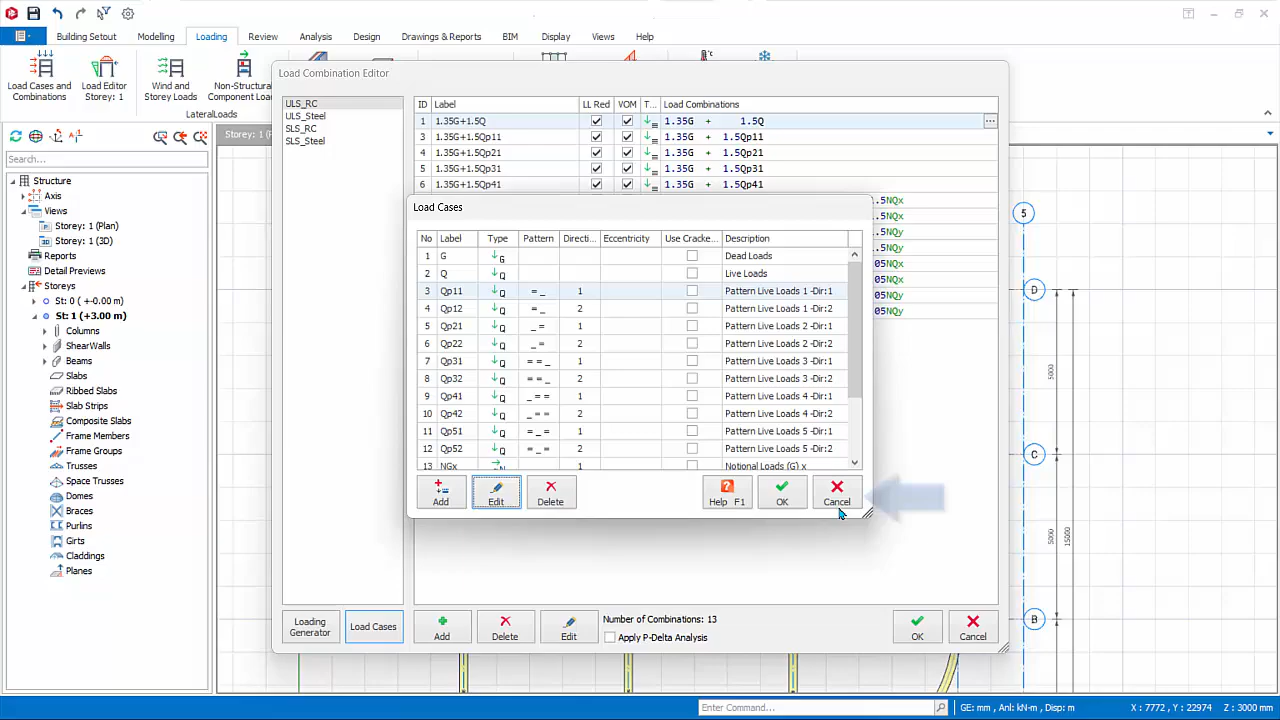 Building Setout Modelling Loading Review Analysis Design Drawings & Reports BIM Display Views Help
Load Cases and Combinations
Load Editor Storey: 1
Wind and Storey Loads
Non-Structural Component Loa
LateralLoads
Storey: 1 (
Search...
Structure
Axis
Views
Storey: 1 (Plan)
Storey: 1 (3D)
Reports
Detail Previews
Storeys
St: 0 ( +-0.00 m)
St: 1 (+3.00 m)
Columns
ShearWalls
Beams
Slabs
Ribbed Slabs
Slab Strips
Composite Slabs
Frame Members
Frame Groups
Trusses
Space Trusses
Domes
Braces
Purlins
Girts
Claddings
Planes
Load Combination Editor
ULS_RC
ULS_Steel
SLS_RC
SLS_Steel
ID Label LL Red VOM T... Load Combinations
1 1.35G+1.5Q 1.35G + 1.5Q ...
3 1.35G+1.5Qp11 1.35G + 1.5Qp11
4 1.35G+1.5Qp21 1.35G + 1.5Qp21
5 1.35G+1.5Qp31 1.35G + 1.5Qp31
6 1.35G+1.5Qp41 1.35G + 1.5Qp41
.5NQx
.5NQx
.5NQy
.5NQy
05NQx
05NQx
05NQy
05NQy
Load Cases
No Label Type Pattern Directi... Eccentricity Use Cracke... Description
1 G G Dead Loads
2 Q Q Live Loads
3 Qp11 Q = _ 1 Pattern Live Loads 1 -Dir:1
4 Qp12 Q = _ 2 Pattern Live Loads 1 -Dir:2
5 Qp21 Q _ = 1 Pattern Live Loads 2 -Dir:1
6 Qp22 Q _ = 2 Pattern Live Loads 2 -Dir:2
7 Qp31 Q = = _ 1 Pattern Live Loads 3 -Dir:1
8 Qp32 Q = = _ 2 Pattern Live Loads 3 -Dir:2
9 Qp41 Q _ = = 1 Pattern Live Loads 4 -Dir:1
10 Qp42 Q _ = = 2 Pattern Live Loads 4 -Dir:2
11 Qp51 Q = _ = 1 Pattern Live Loads 5 -Dir:1
12 Qp52 Q = _ = 2 Pattern Live Loads 5 -Dir:2
13 NGx N 1 Notional Loads (G) x
Add Edit Delete Help F1 OK Cancel
Loading Generator
Load Cases
Add Delete Edit
Number of Combinations: 13
Apply P-Delta Analysis
OK Cancel
5
D
C
B
5000
5000
15000
Enter Command...
GE: mm , Anl: kN-m , Disp: m
X : 7772 , Y : 22974
Z : 3000 mm